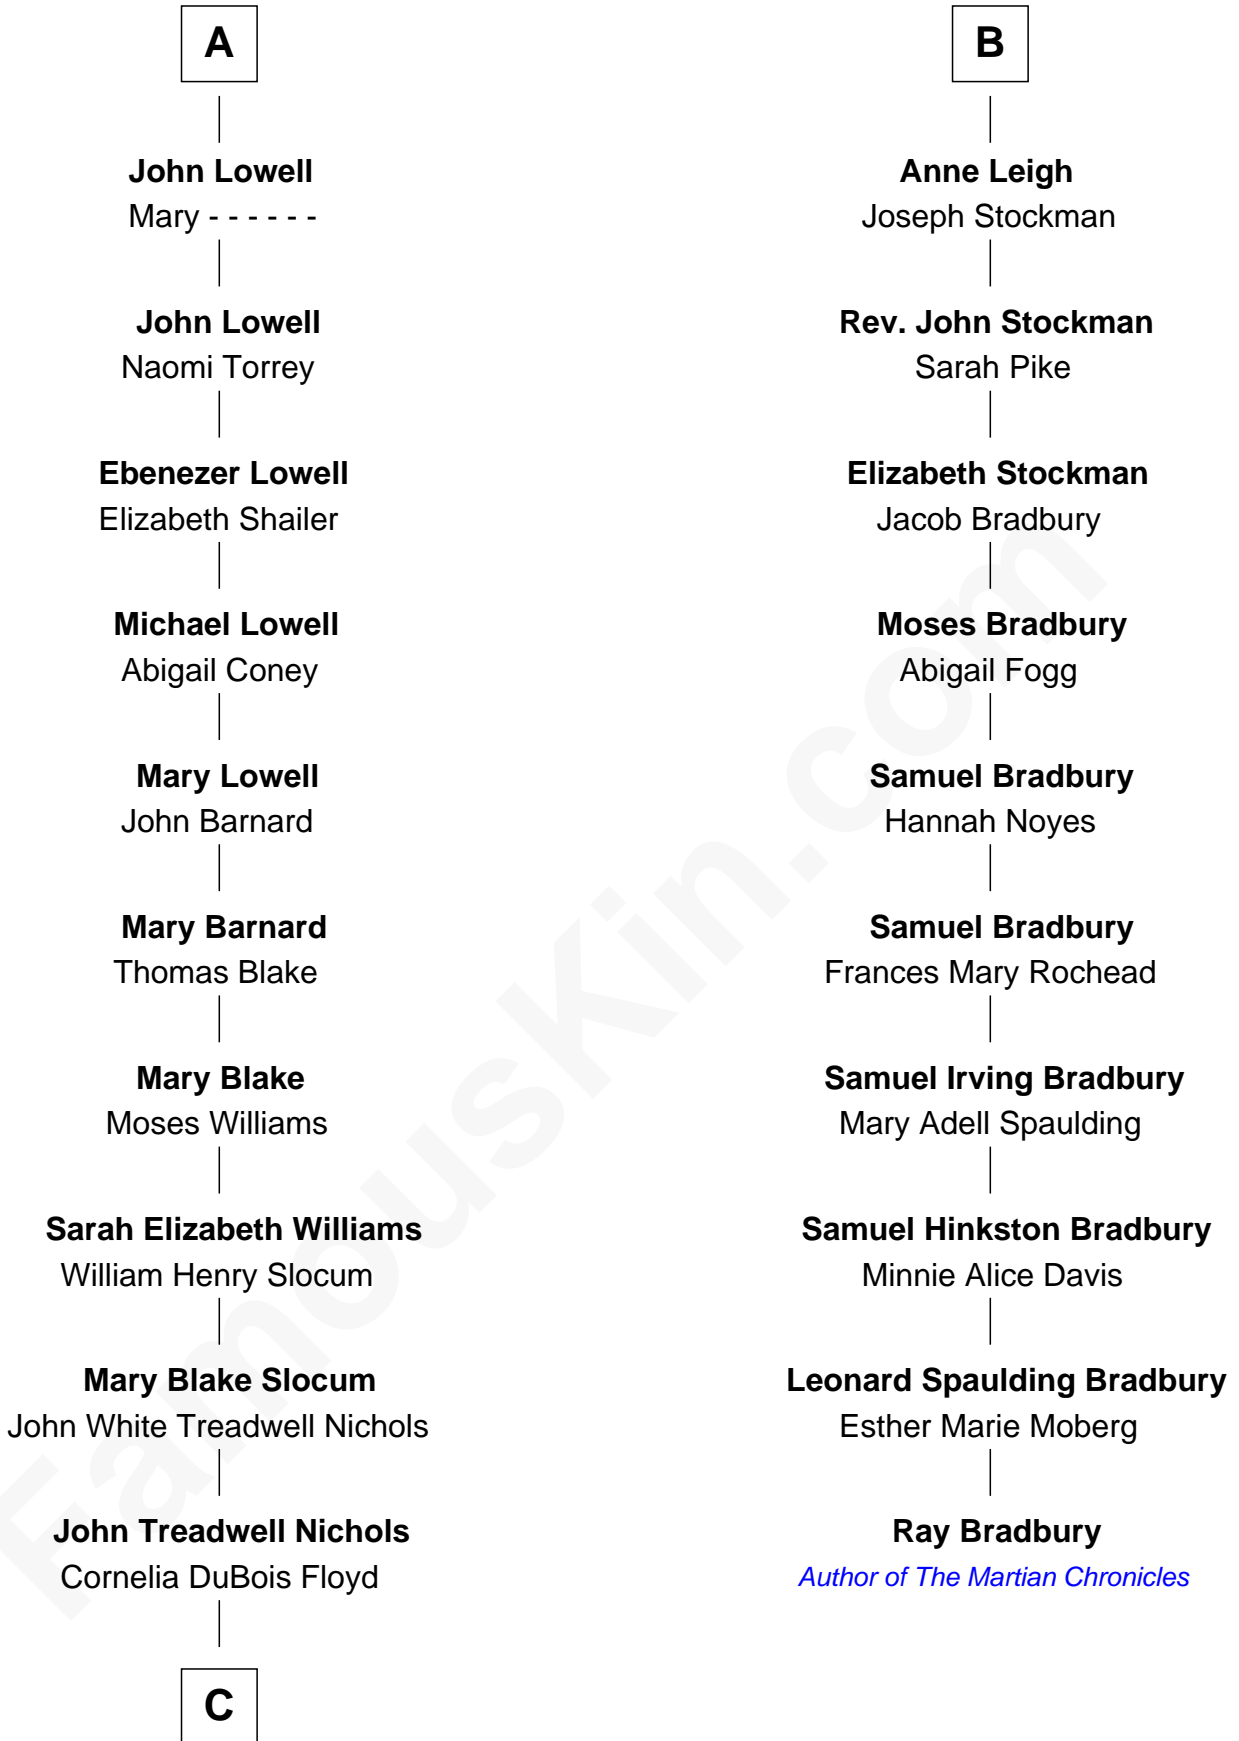 A
John Lowell
Mary - - - - - -
John Lowell
Naomi Torrey
Ebenezer Lowell
Elizabeth Shailer
Michael Lowell
Abigail Coney
Mary Lowell
John Barnard
Mary Barnard
Thomas Blake
Mary Blake
Moses Williams
Sarah Elizabeth Williams
William Henry Slocum
Mary Blake Slocum
John White Treadwell Nichols
John Treadwell Nichols
Cornelia DuBois Floyd
C
B
Anne Leigh
Joseph Stockman
Rev. John Stockman
Sarah Pike
Elizabeth Stockman
Jacob Bradbury
Moses Bradbury
Abigail Fogg
Samuel Bradbury
Hannah Noyes
Samuel Bradbury
Frances Mary Rochead
Samuel Irving Bradbury
Mary Adell Spaulding
Samuel Hinkston Bradbury
Minnie Alice Davis
Leonard Spaulding Bradbury
Esther Marie Moberg
Ray Bradbury
Author of The Martian Chronicles
FamousKin.com